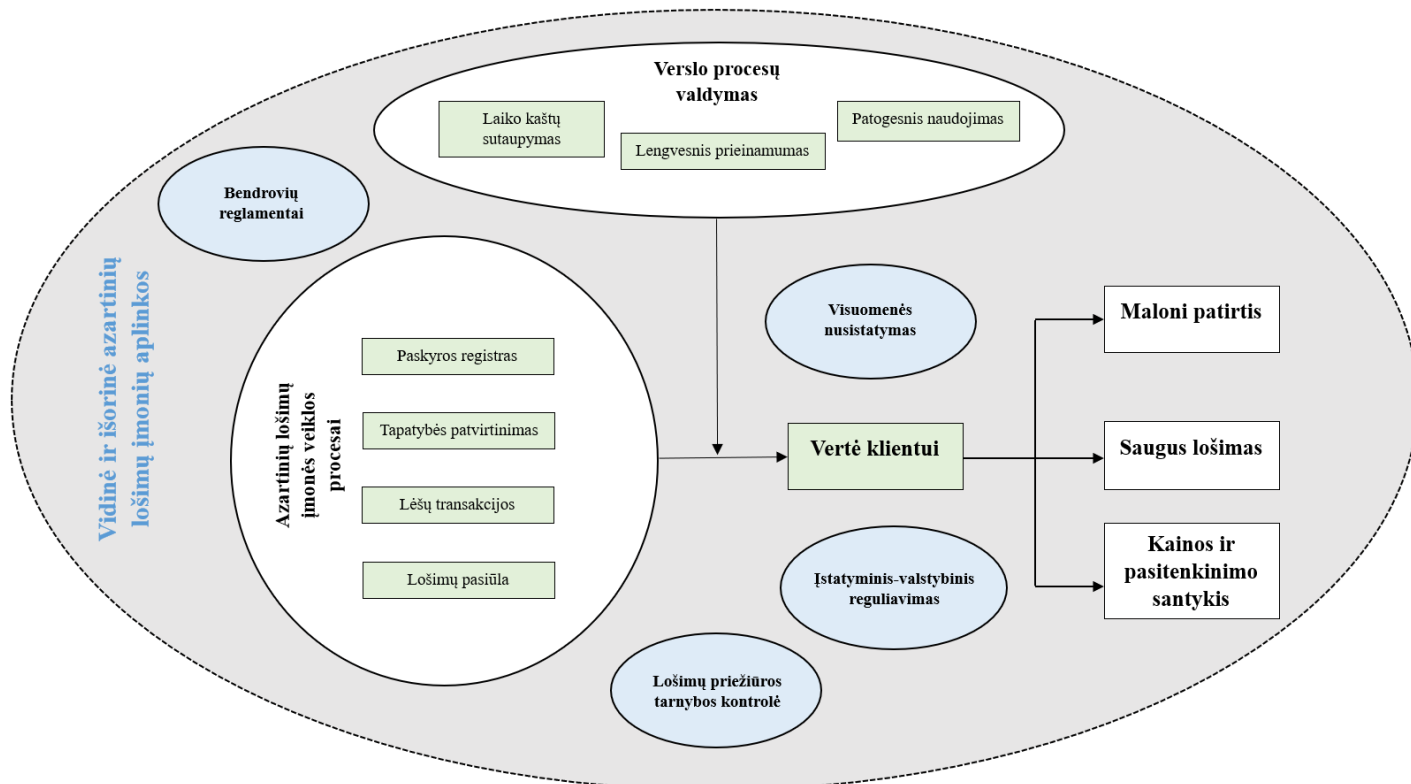 Verslo procesų
valdymas
Laiko kaštų
sutaupymas
Lengvesnis prieinamumas
Patogesnis naudojimas
Bendrovių
reglamentai
Vidinė ir išorinė azartinių
lošimų įmonių aplinkos
Azartinių lošimų
įmonės veiklos
procesai
Paskyros registras
Tapatybės patvirtinimas
Lėšų transakcijos
Lošimų pasiūla
Visuomenės
nusistatymas
Vertė klientui
Maloni patirtis
Saugus lošimas
Kainos ir
pasitenkinimo
santykis
Įstatyminis-valstybinis
reguliavimas
Lošimų priežiūros
tarnybos kontrolė